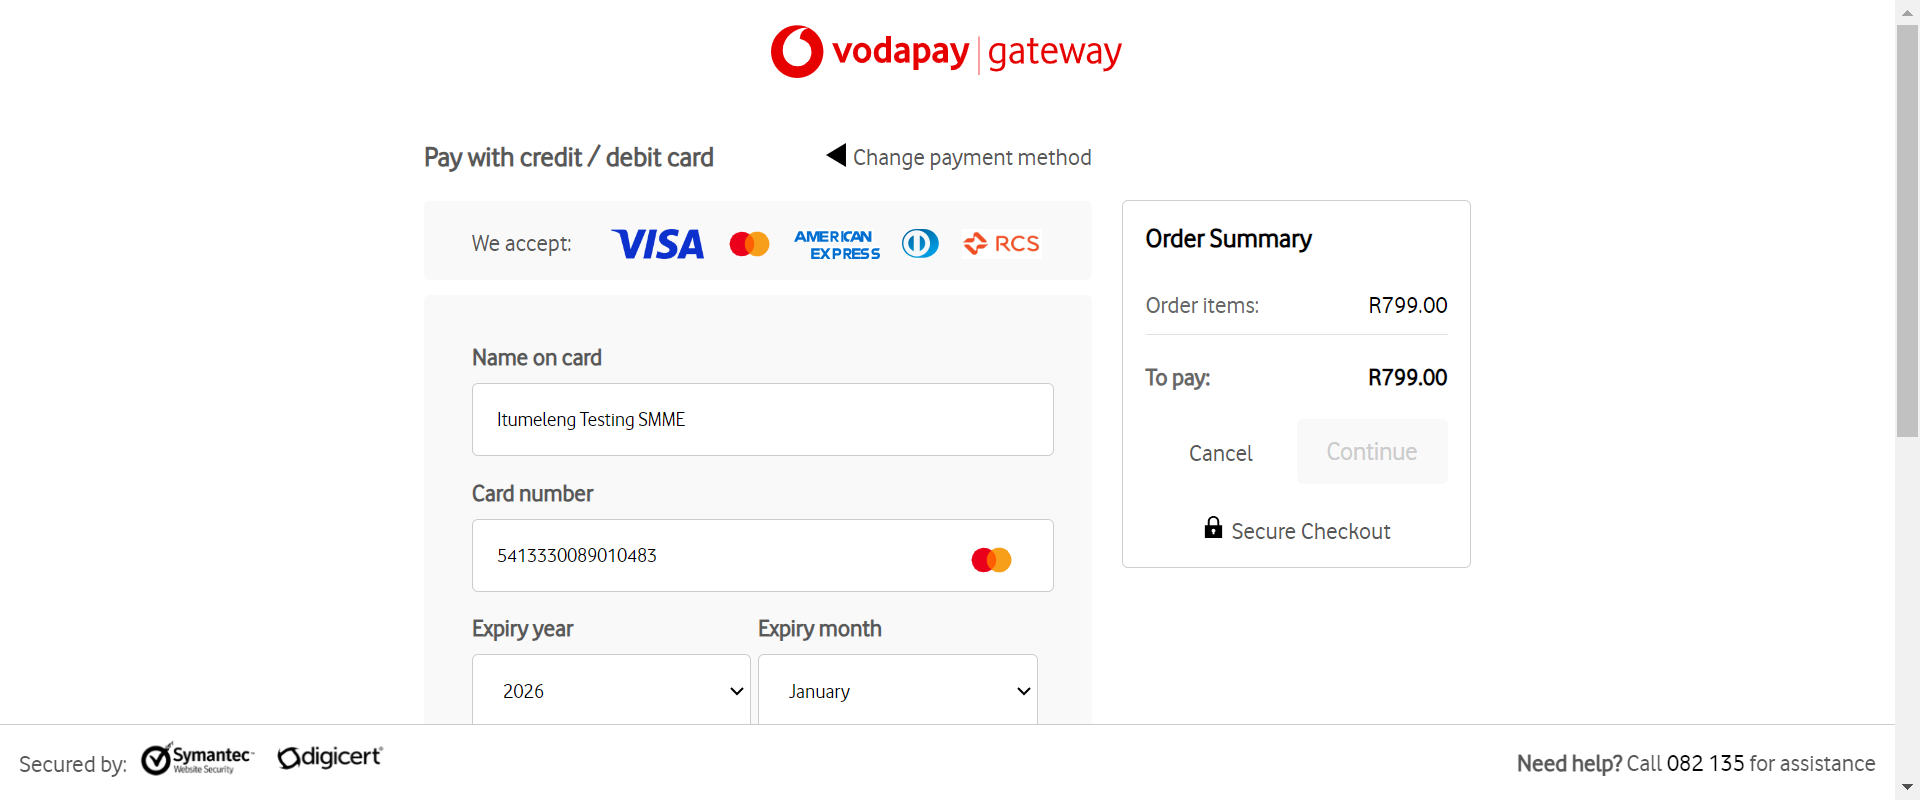 vodapay | gateway
Pay with credit / debit card
Change payment method
We accept: VISA AMERICAN EXPRESS RCS
Name on card
Itumeleng Testing SMME
Card number
5413330089010483
Expiry year Expiry month
2026 January
Order Summary
Order items: R799.00
To pay: R799.00
Cancel Continue
Secure Checkout
Secured by: Symantec Website Security digicert
Need help? Call 082 135 for assistance